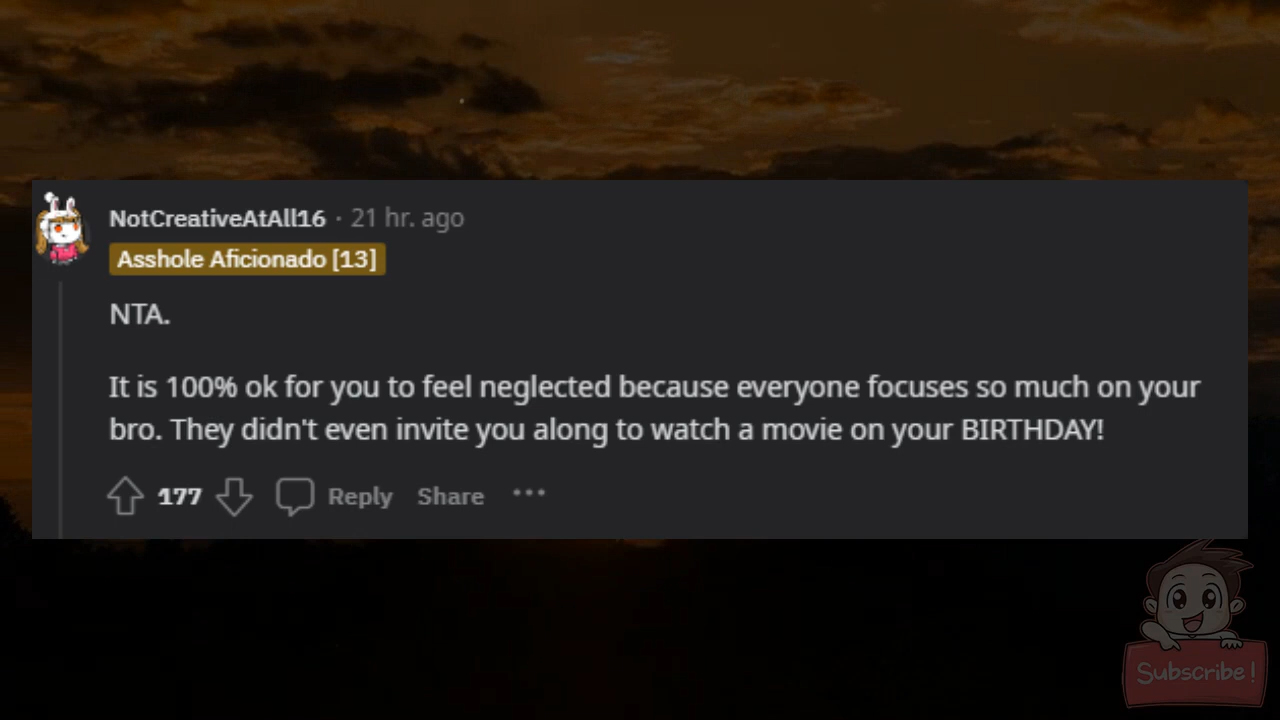 NotCreativeAtAll16 · 21 hr. ago
Asshole Aficionado [13]
NTA.
It is 100% ok for you to feel neglected because everyone focuses so much on your
bro. They didn't even invite you along to watch a movie on your BIRTHDAY!
177 Reply Share ···
Subscribe!